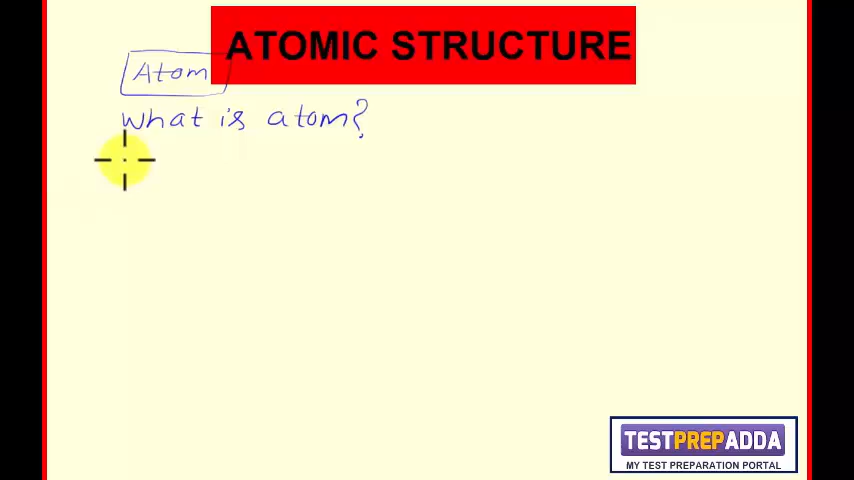 ATOMIC STRUCTURE
Atom
what is atom?
TESTPREPADDA
MY TEST PREPARATION PORTAL